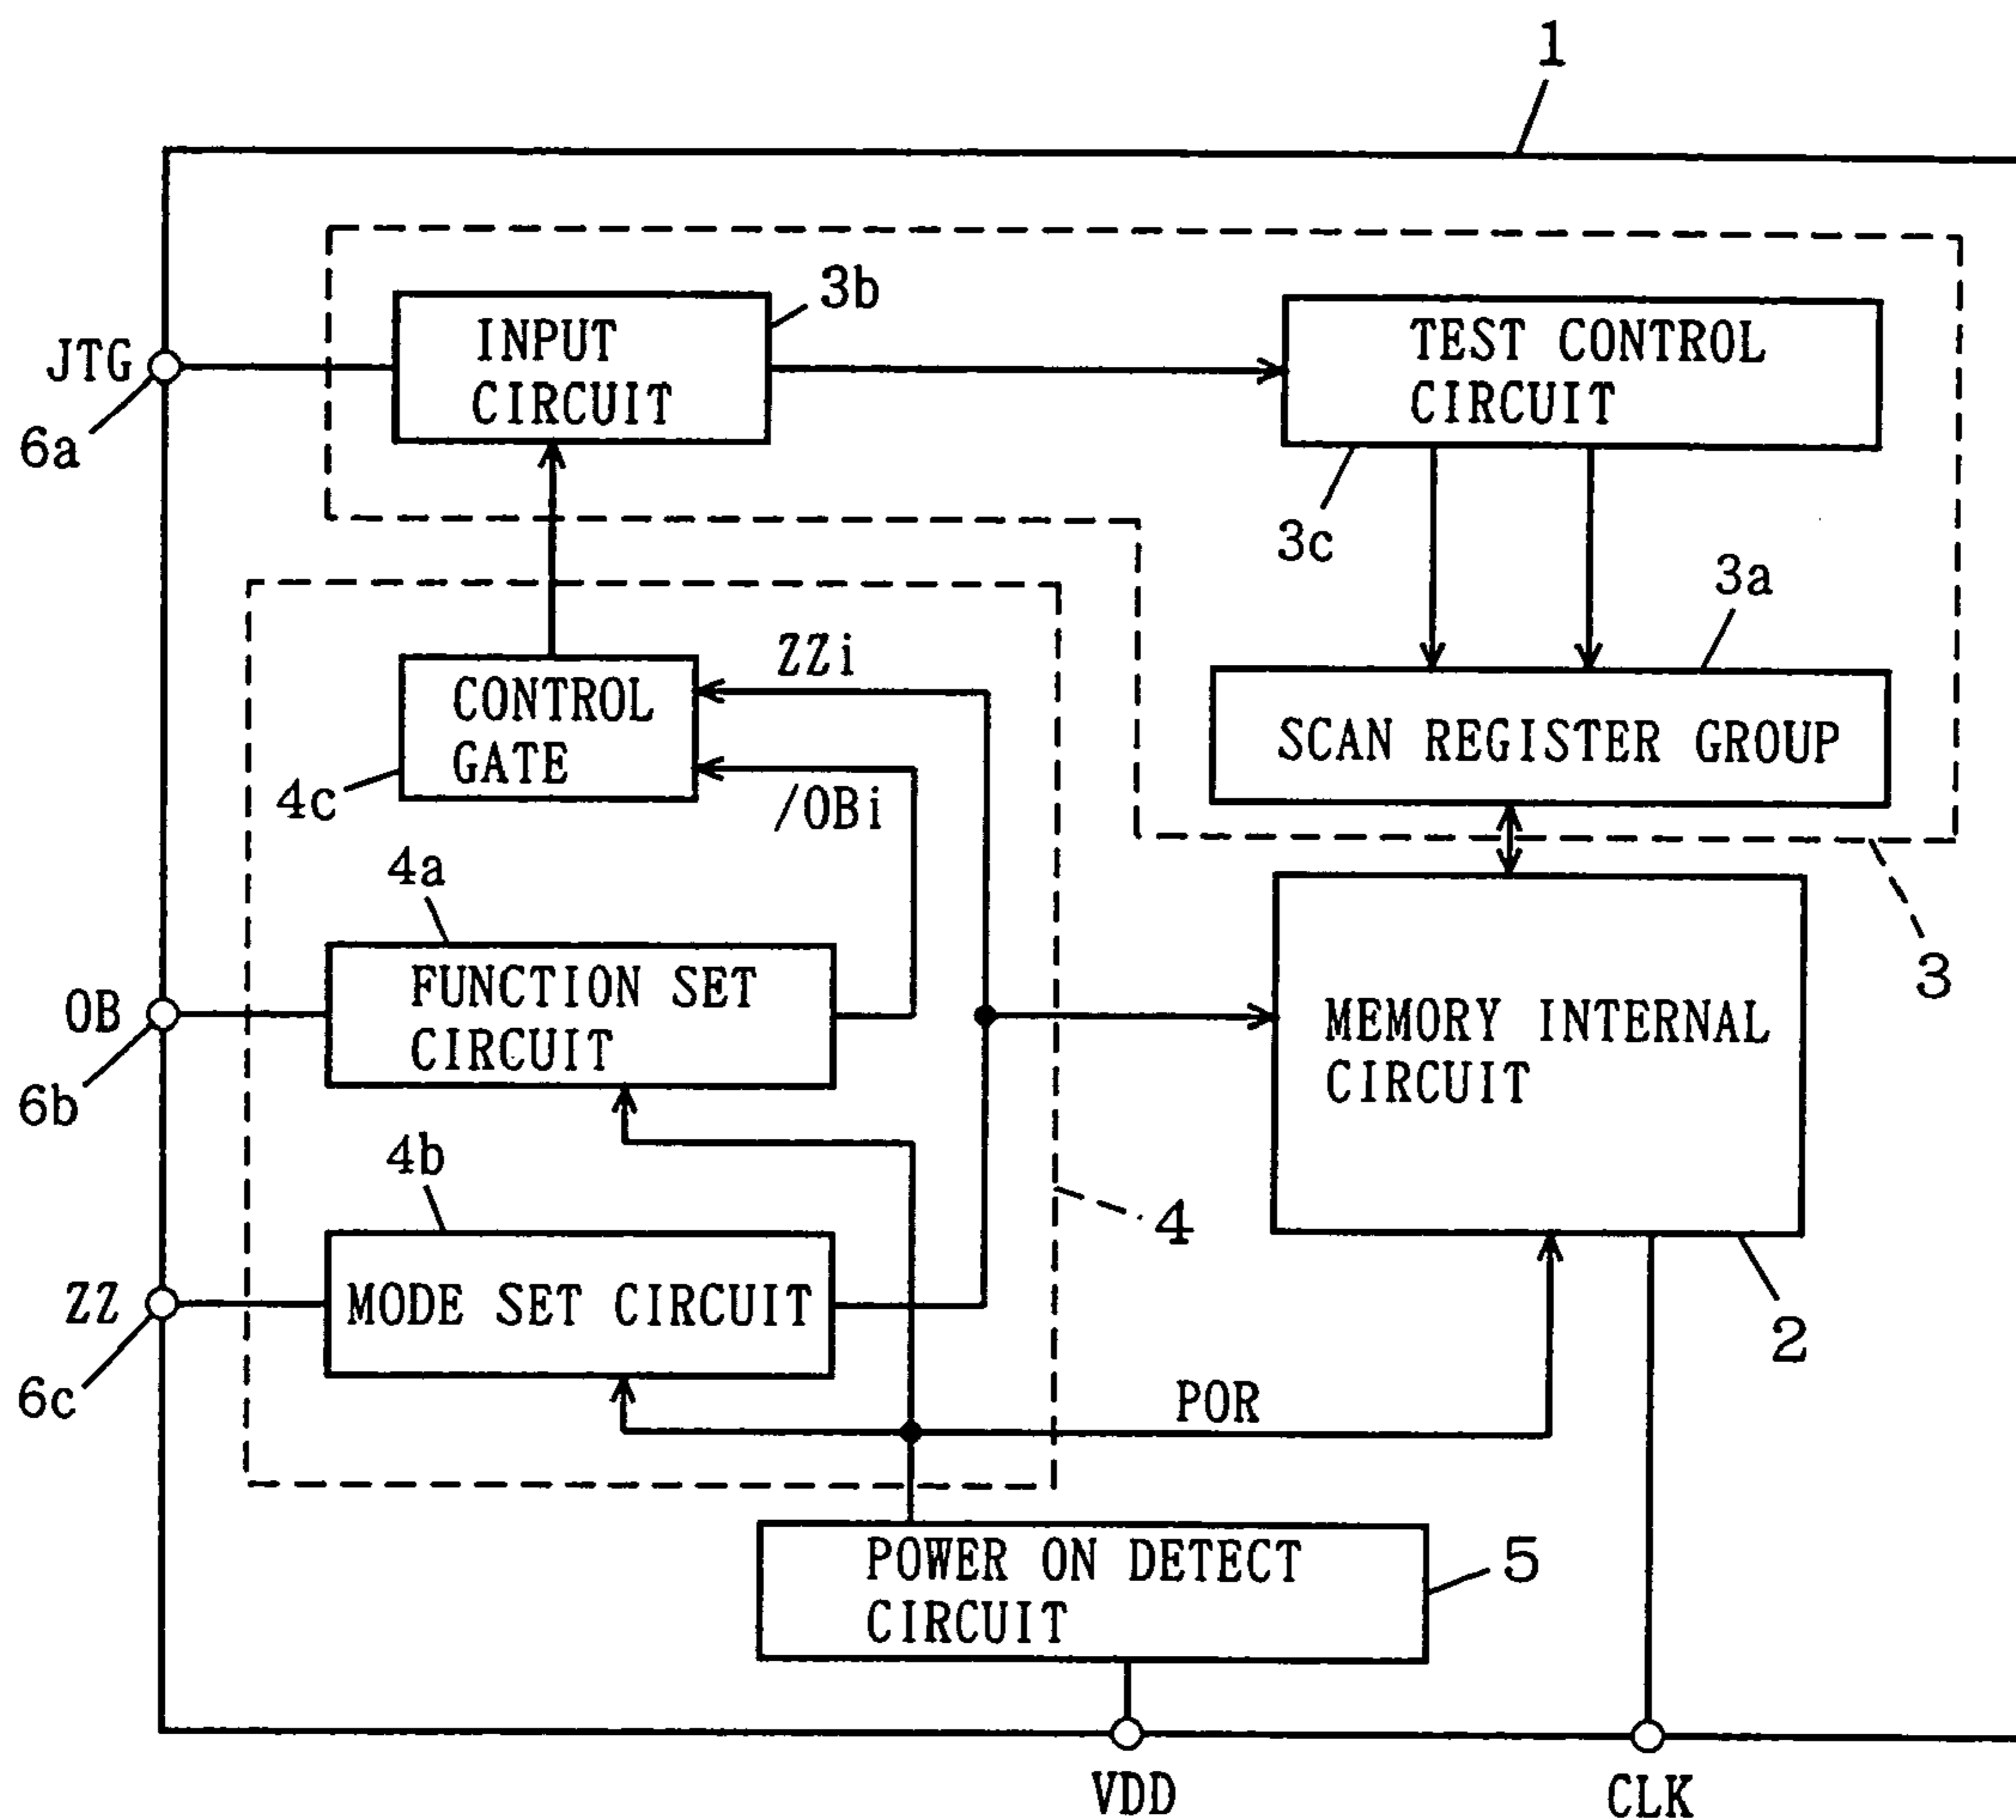 1
3b
INPUT
CIRCUIT
TEST CONTROL
CIRCUIT
JTG
6a
3c
3a
ZZi
CONTROL
GATE
SCAN REGISTER GROUP
4c
/OBi
4a
3
FUNCTION SET
CIRCUIT
OB
MEMORY INTERNAL
CIRCUIT
6b
4b
4
ZZ
MODE SET CIRCUIT
2
6c
POR
POWER ON DETECT
CIRCUIT
5
VDD
CLK